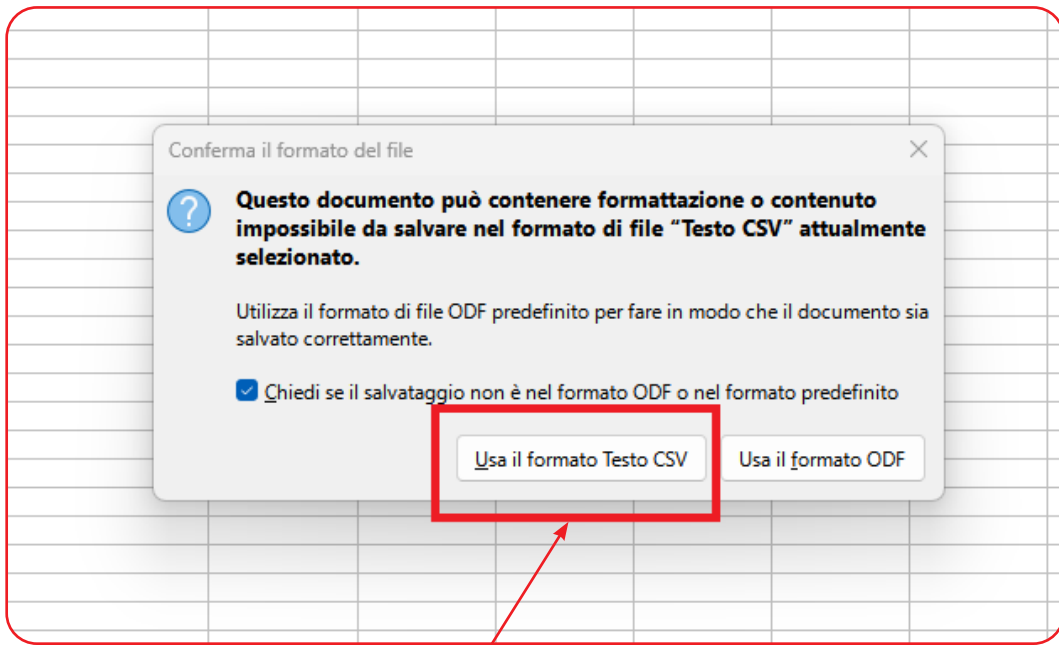 Conferma il formato del file
Questo documento può contenere formattazione o contenuto
impossibile da salvare nel formato di file “Testo CSV” attualmente
selezionato.
Utilizza il formato di file ODF predefinito per fare in modo che il documento sia
salvato correttamente.
Chiedi se il salvataggio non è nel formato ODF o nel formato predefinito
Usa il formato Testo CSV
Usa il formato ODF